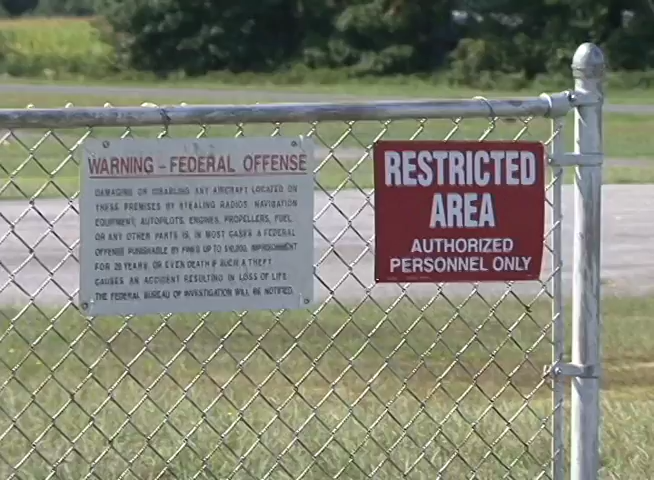 WARNING - FEDERAL OFFENSE
DAMAGING OR DISABLING ANY AIRCRAFT LOCATED ON
THESE PREMISES BY STEALING RADIOS, NAVIGATION
EQUIPMENT, AUTOPILOTS, ENGINES, PROPELLERS, FUEL
OR ANY OTHER PARTS IS, IN MOST CASES A FEDERAL
OFFENSE PUNISHABLE BY FINES UP TO $10,000, IMPRISONMENT
FOR 20 YEARS OR EVEN DEATH IF SUCH A THEFT
CAUSES AN ACCIDENT RESULTING IN LOSS OF LIFE.
THE FEDERAL BUREAU OF INVESTIGATION WILL BE NOTIFIED.
RESTRICTED
AREA
AUTHORIZED
PERSONNEL ONLY